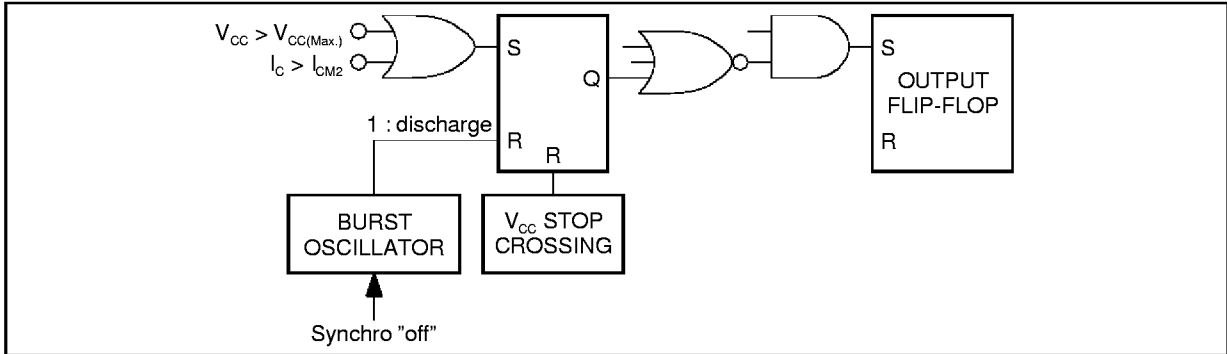 V_CC > V_CC(Max.)
I_C > I_CM2
S
Q
R
R
1 : discharge
BURST
OSCILLATOR
V_CC STOP
CROSSING
Synchro "off"
S
OUTPUT
FLIP-FLOP
R